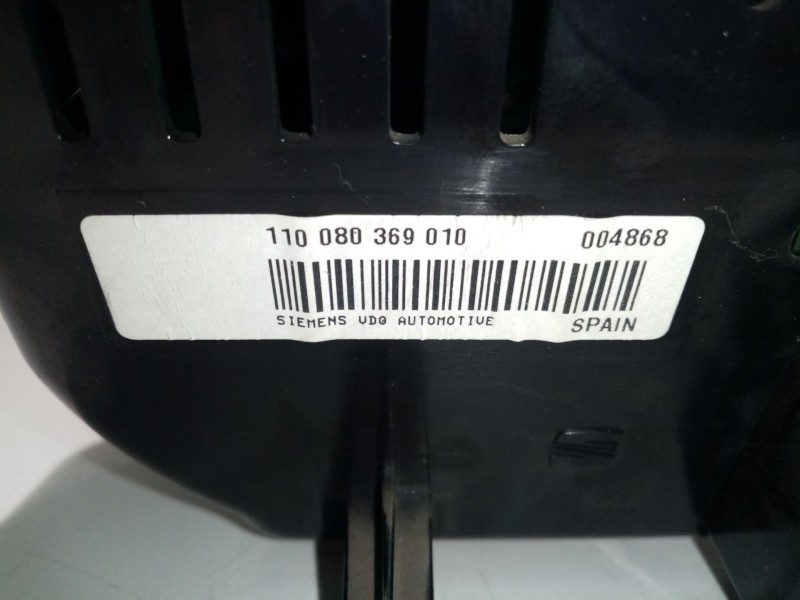 110 080 369 010 004868
SIEMENS VDO AUTOMOTIVE SPAIN